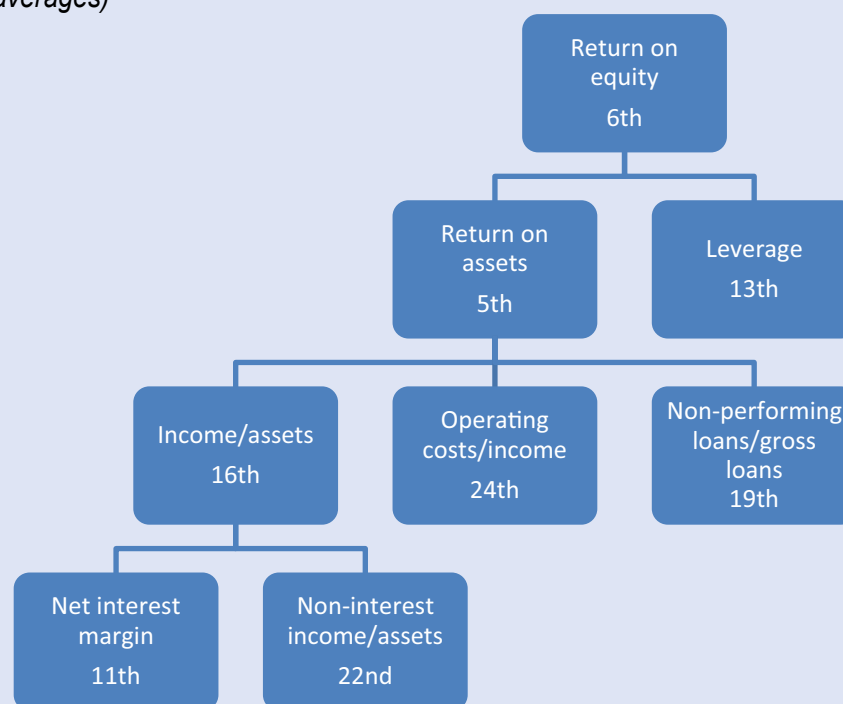 averages)
Return on
equity
6th
Return on
assets
5th
Leverage
13th
Income/assets
16th
Operating
costs/income
24th
Non-performing
loans/gross
loans
19th
Net interest
margin
11th
Non-interest
income/assets
22nd